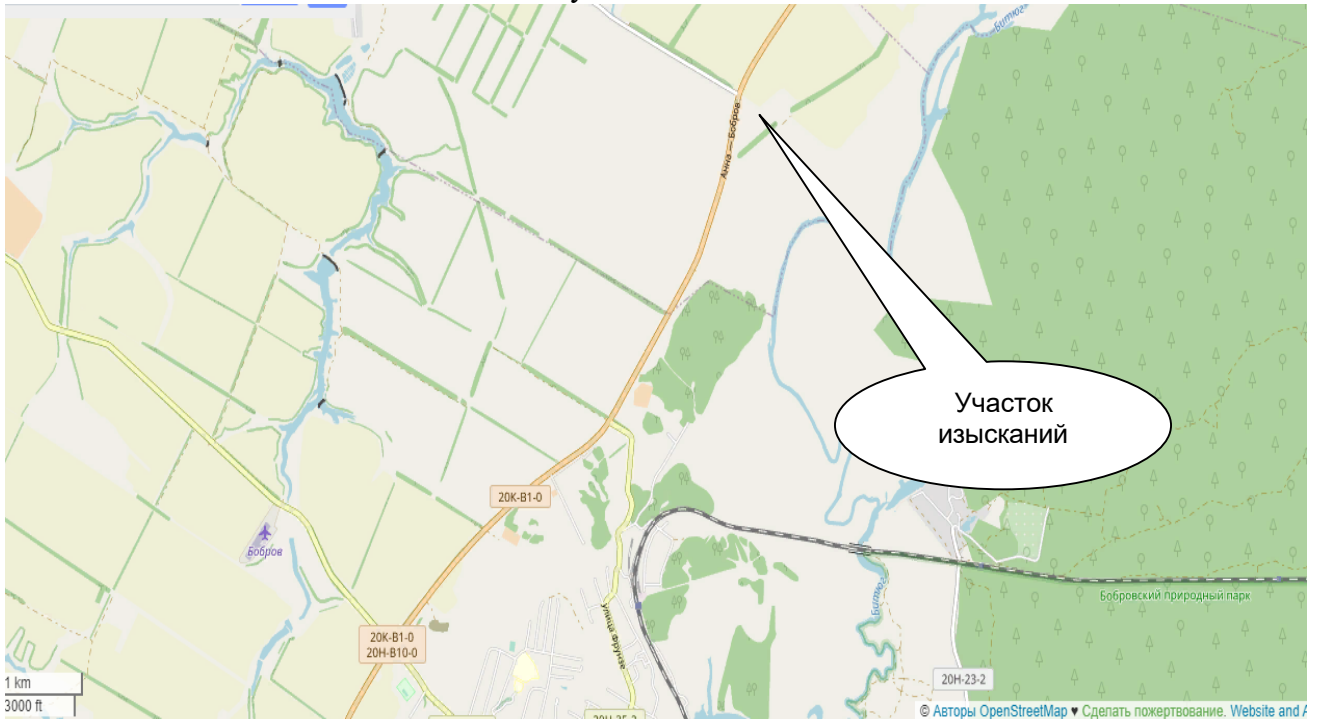 Битюг
Анна — Бобров
Участок
изысканий
20К-В1-0
Бобров
Битюг
Бобровский природный парк
улица Фрунзе
20К-В1-0
20Н-В10-0
20Н-23-2
1 km
3000 ft
© Авторы OpenStreetMap ♥ Сделать пожертвование. Website and A